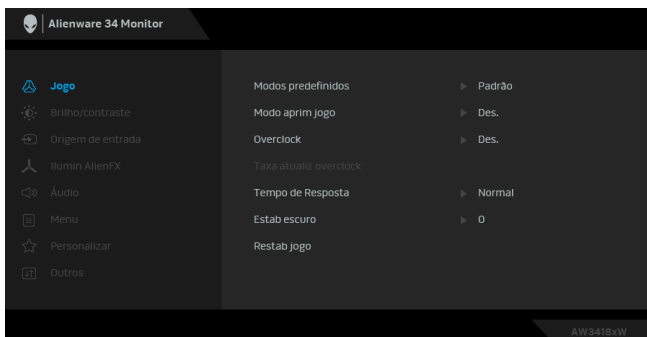 Alienware 34 Monitor
Jogo
Modos predefinidos Padrão
Brilho/contraste
Modo aprim jogo Des.
Origem de entrada
Overclock Des.
Ilumin AlienFX
Taxa atualiz overclock
Áudio
Tempo de Resposta Normal
Menu
Estab escuro 0
Personalizar
Restab jogo
Outros
AW3418xW